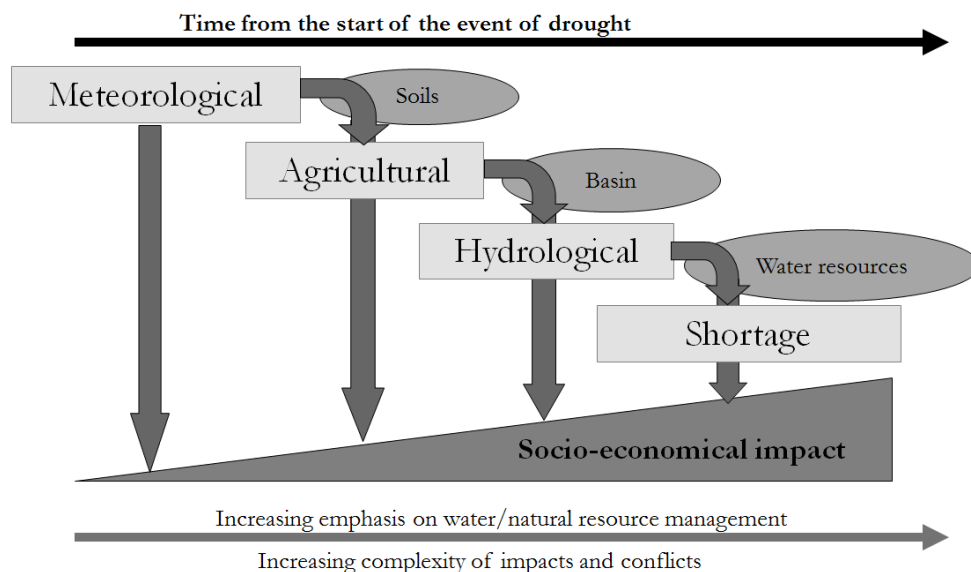 Time from the start of the event of drought
Meteorological
Soils
Agricultural
Basin
Hydrological
Water resources
Shortage
Socio-economical impact
Increasing emphasis on water/natural resource management
Increasing complexity of impacts and conflicts